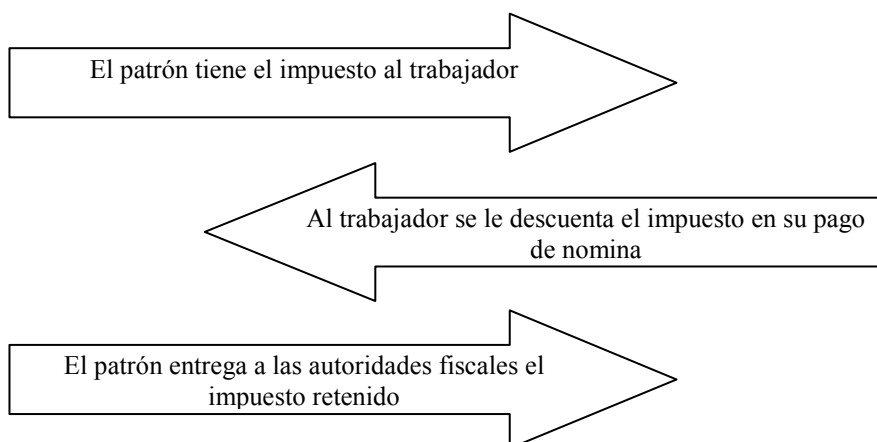 El patrón tiene el impuesto al trabajador
Al trabajador se le descuenta el impuesto en su pago
de nomina
El patrón entrega a las autoridades fiscales el
impuesto retenido